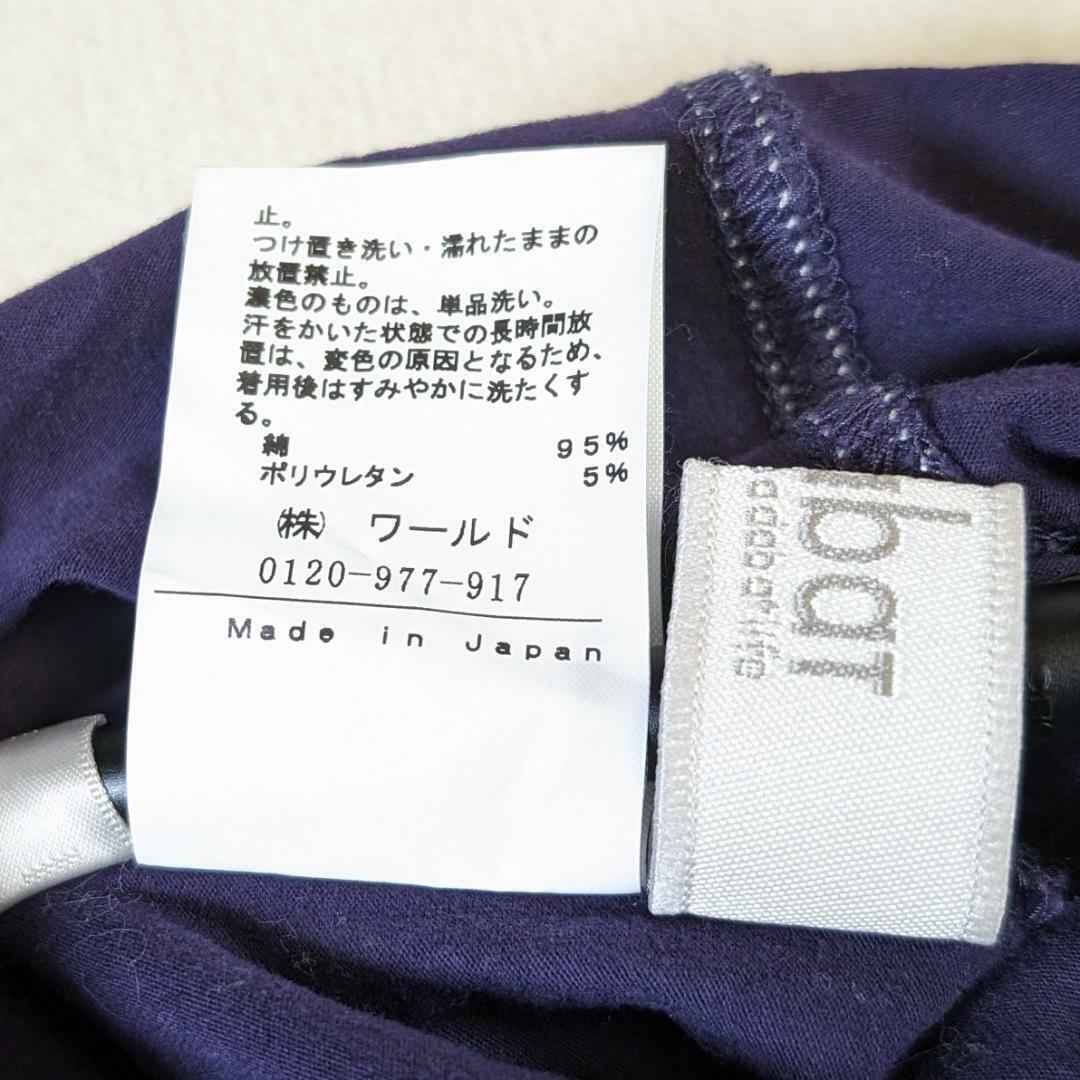 止。
つけ置き洗い・濡れたままの
放置禁止。
濃色のものは、単品洗い。
汗をかいた状態での長時間放
置は、変色の原因となるため、
着用後はすみやかに洗たくす
る。
綿 95%
ポリウレタン 5%
(株) ワールド
0120-977-917
Made in Japan